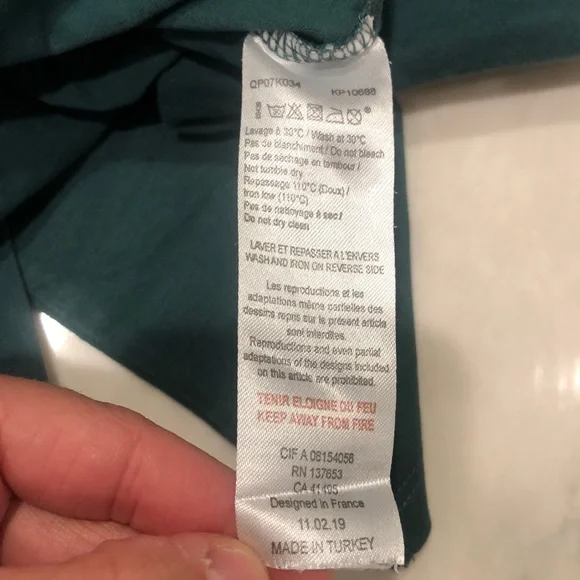 QP07K034 KP10688
Lavage à 30°C / Wash at 30°C
Pas de blanchiment / Do not bleach
Pas de séchage en tambour /
Not tumble dry
Repassage 110°C (Doux) /
Iron low (110°C)
Pas de nettoyage à sec /
Do not dry clean
LAVER ET REPASSER A L'ENVERS
WASH AND IRON ON REVERSE SIDE
Les reproductions et les
adaptations même partielles des
dessins repris sur le présent article
sont interdites.
Reproductions and even partial
adaptations of the designs included
on this article are prohibited.
TENIR ELOIGNE DU FEU
KEEP AWAY FROM FIRE
CIF A 08154056
RN 137653
CA 41495
Designed in France
11.02.19
MADE IN TURKEY